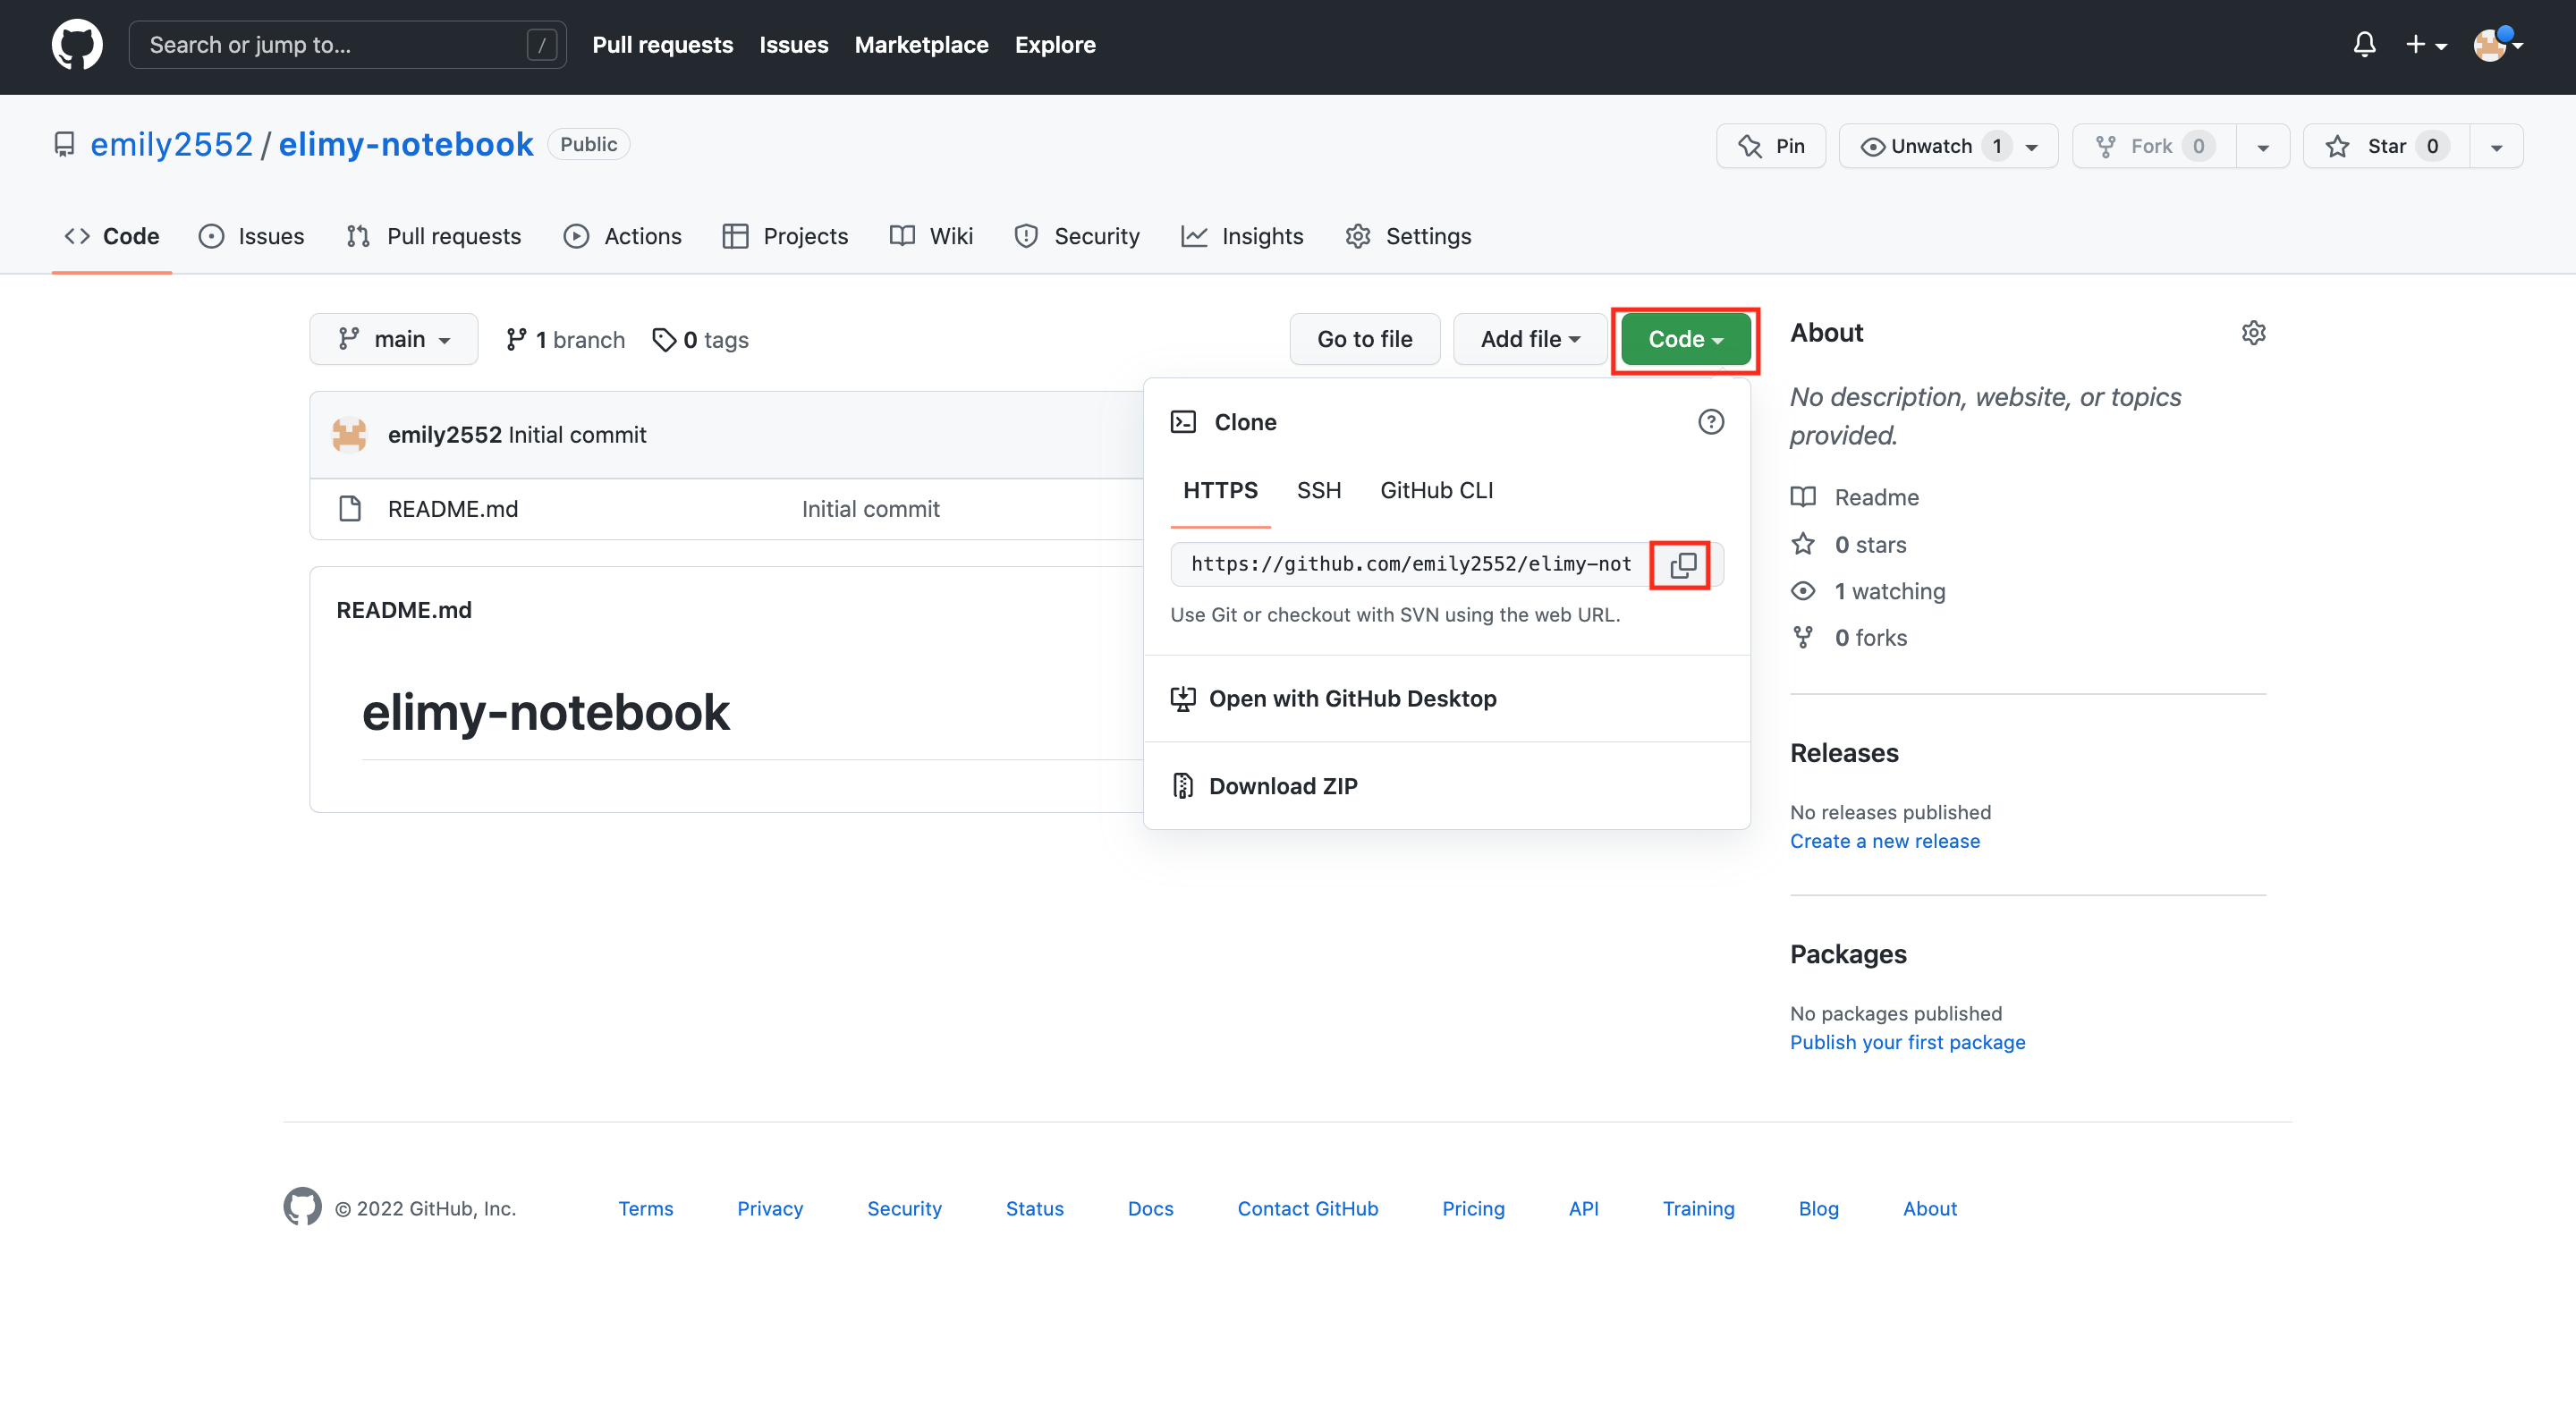 Search or jump to... / Pull requests Issues Marketplace Explore
emily2552 / elimy-notebook Public Pin Unwatch 1 Fork 0 Star 0
Code Issues Pull requests Actions Projects Wiki Security Insights Settings
main 1 branch 0 tags Go to file Add file Code
emily2552 Initial commit
README.md Initial commit
README.md
elimy-notebook
Clone
HTTPS SSH GitHub CLI
https://github.com/emily2552/elimy-not
Use Git or checkout with SVN using the web URL.
Open with GitHub Desktop
Download ZIP
About
No description, website, or topics
provided.
Readme
0 stars
1 watching
0 forks
Releases
No releases published
Create a new release
Packages
No packages published
Publish your first package
© 2022 GitHub, Inc. Terms Privacy Security Status Docs Contact GitHub Pricing API Training Blog About